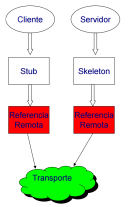 Cliente Servidor
Stub Skeleton
Referencia Referencia
Remota Remota
Transporte